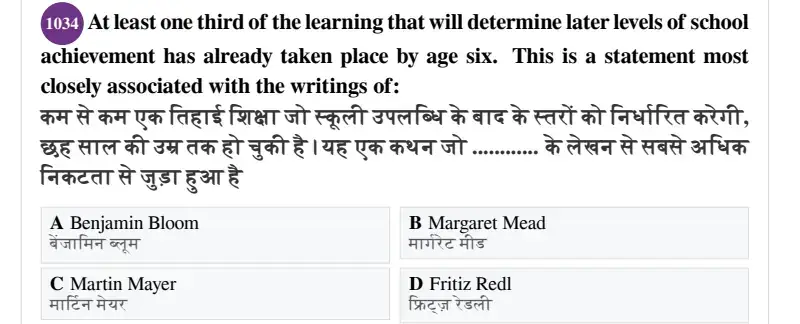 1034 At least one third of the learning that will determine later levels of school
achievement has already taken place by age six. This is a statement most
closely associated with the writings of:
कम से कम एक तिहाई शिक्षा जो स्कूली उपलब्धि के बाद के स्तरों को निर्धारित करेगी,
छह साल की उम्र तक हो चुकी है। यह एक कथन जो ............ के लेखन से सबसे अधिक
निकटता से जुड़ा हुआ है
A Benjamin Bloom
बेंजामिन ब्लूम
B Margaret Mead
मार्गरेट मीड
C Martin Mayer
मार्टिन मेयर
D Fritiz Redl
फ्रिट्ज़ रेडली